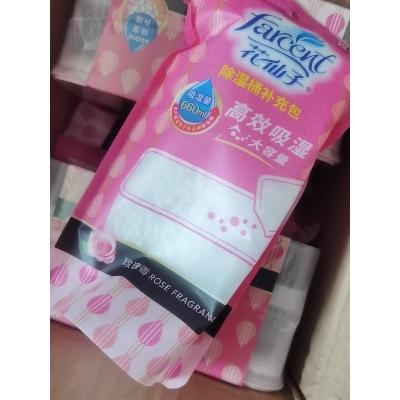 Farcent
花仙子
除湿桶补充包
吸湿量
660ml
高效吸湿
大容量
玫瑰香 ROSE FRAGRANC